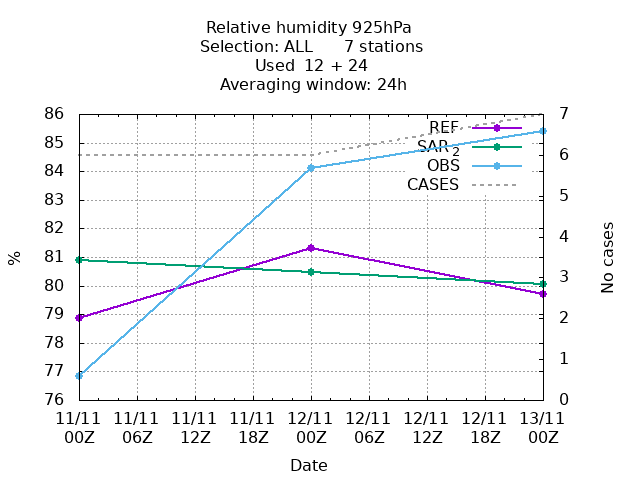 Relative humidity 925hPa
Selection: ALL      7 stations
Used  12 + 24
Averaging window: 24h
86
85
84
83
82
81
80
79
78
77
76
%
7
6
5
4
3
2
1
0
No cases
REF
SAR 2
OBS
CASES
11/11 11/11 11/11 11/11 12/11 12/11 12/11 12/11 13/11
00Z 06Z 12Z 18Z 00Z 06Z 12Z 18Z 00Z
Date